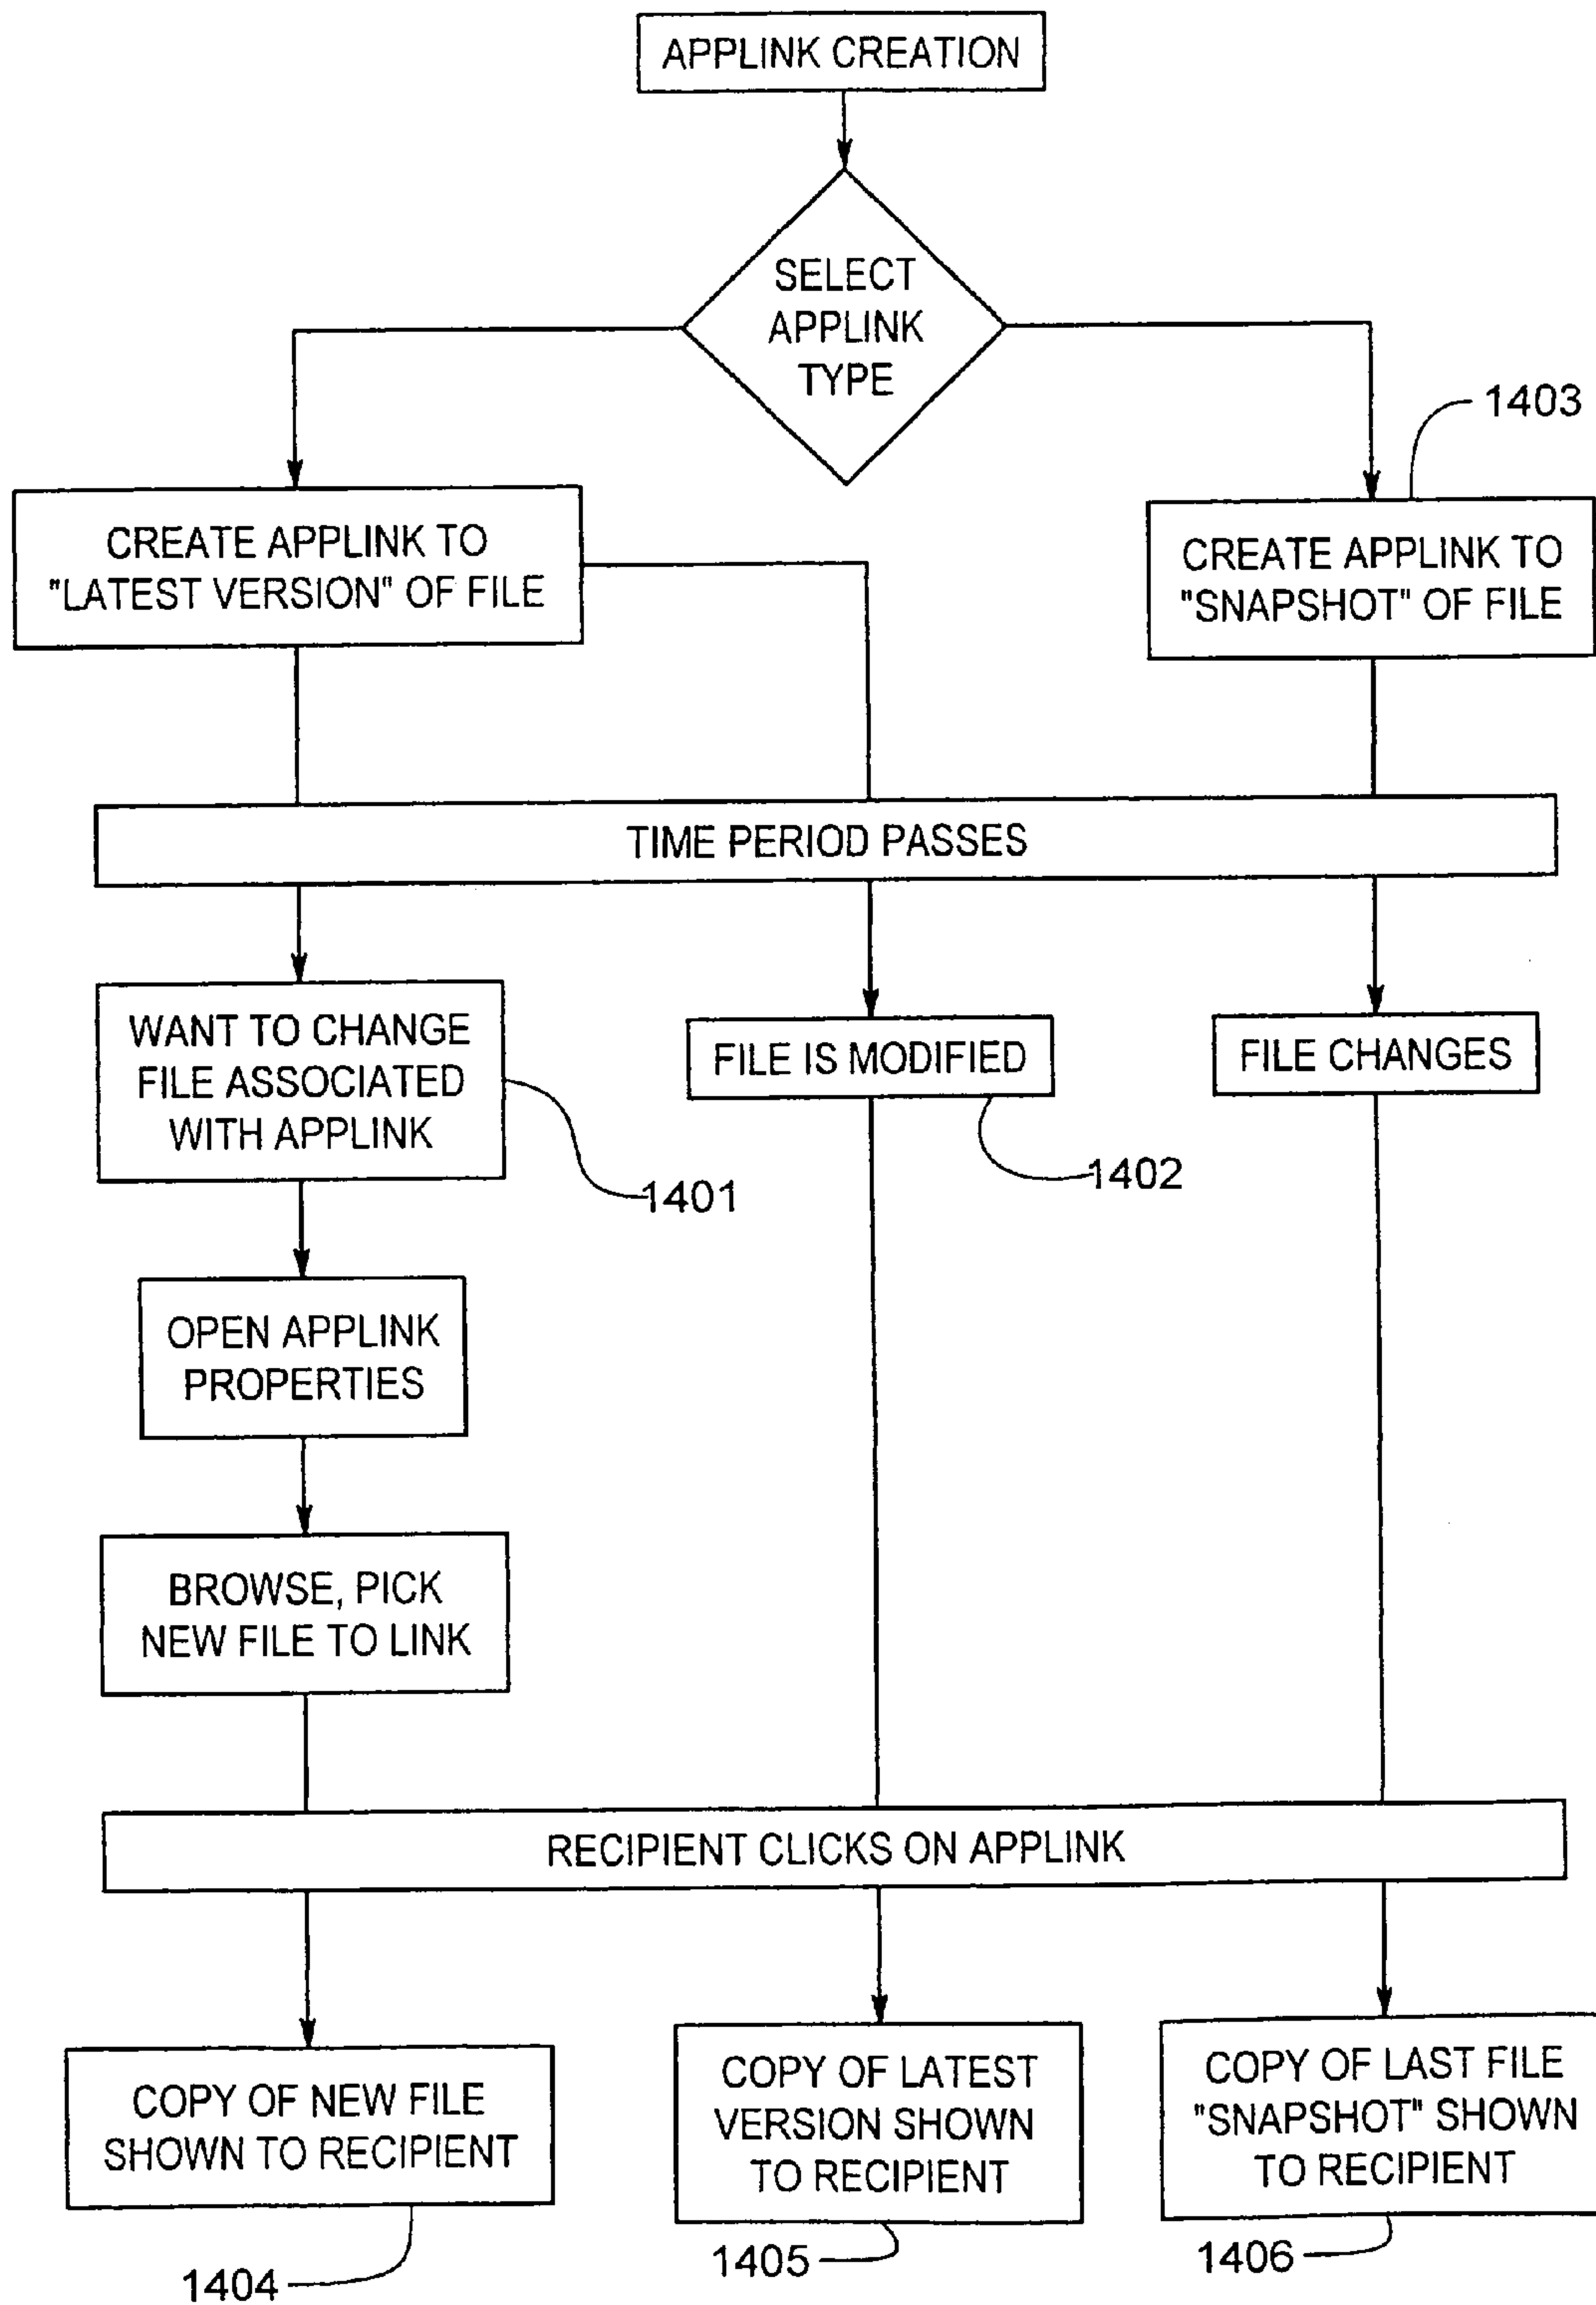 APPLINK CREATION
SELECT
APPLINK
TYPE
1403
CREATE APPLINK TO
"LATEST VERSION" OF FILE
CREATE APPLINK TO
"SNAPSHOT" OF FILE
TIME PERIOD PASSES
WANT TO CHANGE
FILE ASSOCIATED
WITH APPLINK
1401
FILE IS MODIFIED
1402
FILE CHANGES
OPEN APPLINK
PROPERTIES
BROWSE, PICK
NEW FILE TO LINK
RECIPIENT CLICKS ON APPLINK
COPY OF NEW FILE
SHOWN TO RECIPIENT
1404
COPY OF LATEST
VERSION SHOWN
TO RECIPIENT
1405
COPY OF LAST FILE
"SNAPSHOT" SHOWN
TO RECIPIENT
1406